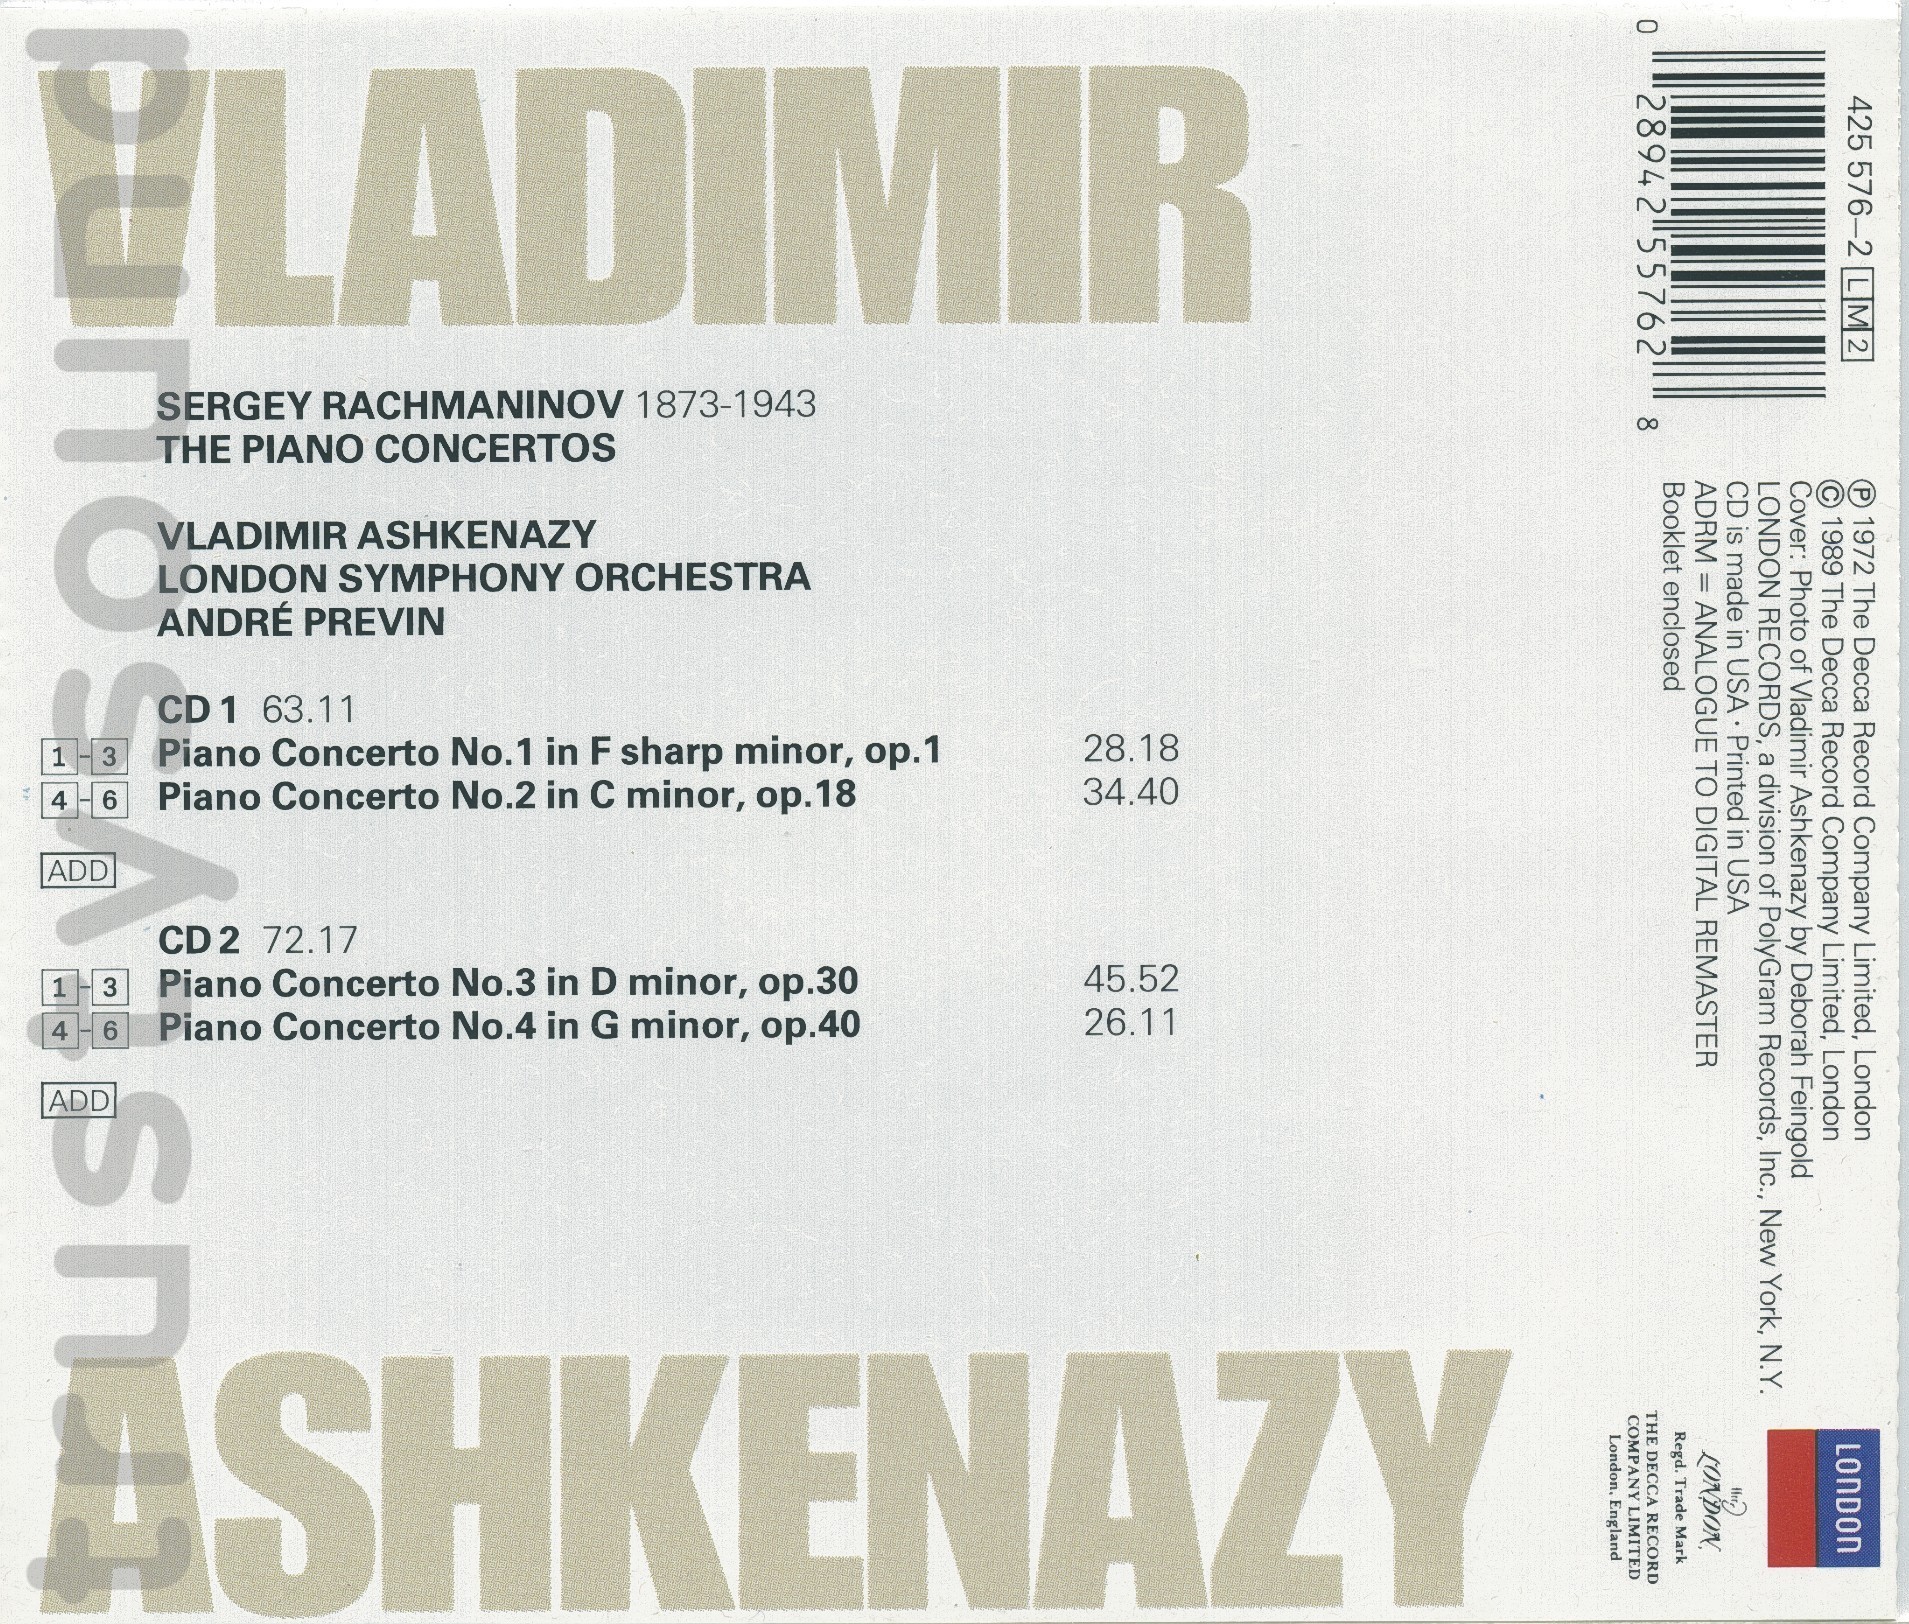 VLADIMIR
SERGEY RACHMANINOV 1873-1943
THE PIANO CONCERTOS
VLADIMIR ASHKENAZY
LONDON SYMPHONY ORCHESTRA
ANDRÉ PREVIN
CD 1 63.11
1-3 Piano Concerto No.1 in F sharp minor, op.1 28.18
4-6 Piano Concerto No.2 in C minor, op.18 34.40
ADD
CD 2 72.17
1-3 Piano Concerto No.3 in D minor, op.30 45.52
4-6 Piano Concerto No.4 in G minor, op.40 26.11
ADD
ASHKENAZY
trustysound
425 576-2 LM2
0 28942 55762 8
℗ 1972 The Decca Record Company Limited, London
© 1989 The Decca Record Company Limited, London
Cover: Photo of Vladimir Ashkenazy by Deborah Feingold
LONDON RECORDS, a division of PolyGram Records, Inc., New York, N.Y.
CD is made in USA · Printed in USA
ADRM = ANALOGUE TO DIGITAL REMASTER
Booklet enclosed
LONDON
ffrr
LONDON
Regd. Trade Mark
THE DECCA RECORD
COMPANY LIMITED
London, England